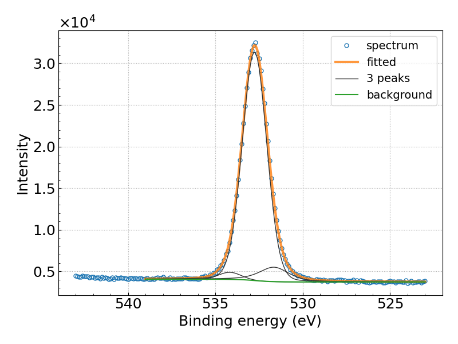 ×10⁴
spectrum
fitted
3 peaks
background
3.0
2.5
2.0
1.5
1.0
0.5
Intensity
540 535 530 525
Binding energy (eV)